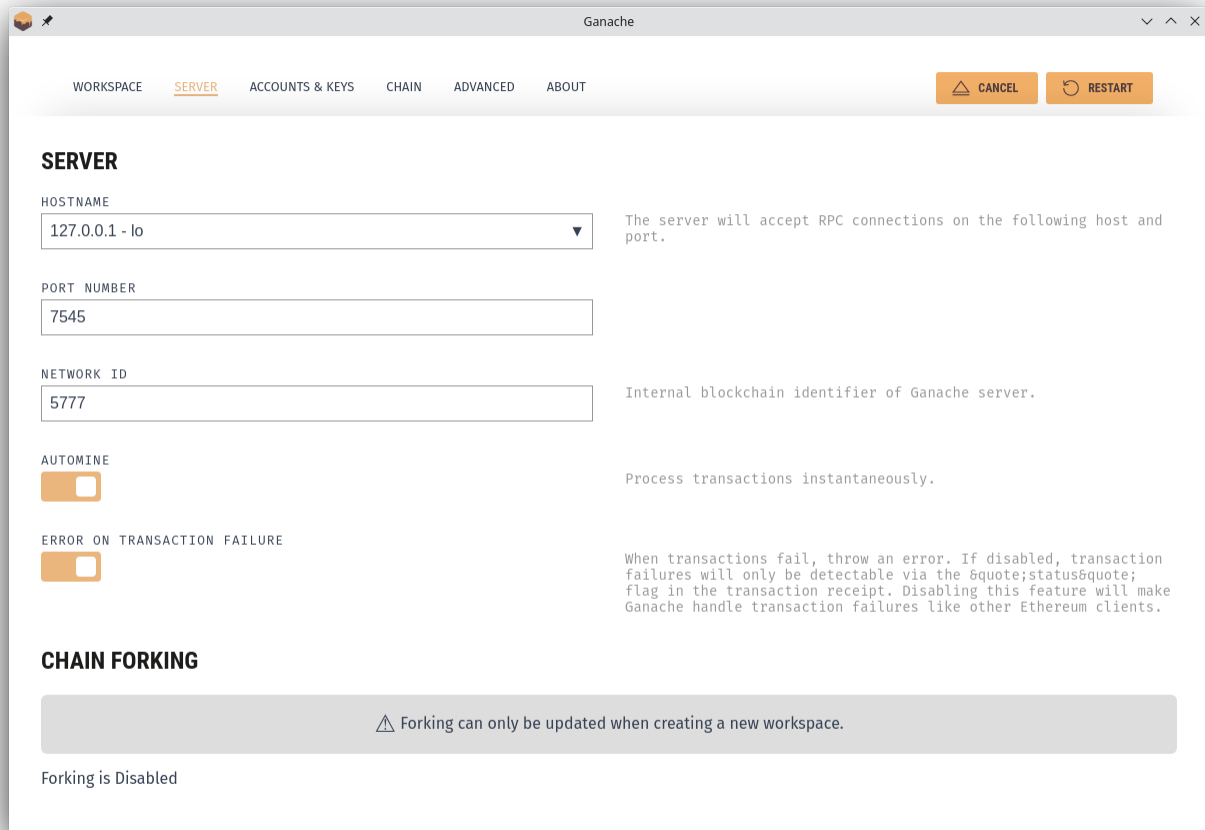 Ganache
WORKSPACE SERVER ACCOUNTS & KEYS CHAIN ADVANCED ABOUT CANCEL RESTART
SERVER
HOSTNAME
127.0.0.1 - lo
The server will accept RPC connections on the following host and
port.
PORT NUMBER
7545
NETWORK ID
5777
Internal blockchain identifier of Ganache server.
AUTOMINE
Process transactions instantaneously.
ERROR ON TRANSACTION FAILURE
When transactions fail, throw an error. If disabled, transaction
failures will only be detectable via the &quote;status&quote;
flag in the transaction receipt. Disabling this feature will make
Ganache handle transaction failures like other Ethereum clients.
CHAIN FORKING
Forking can only be updated when creating a new workspace.
Forking is Disabled